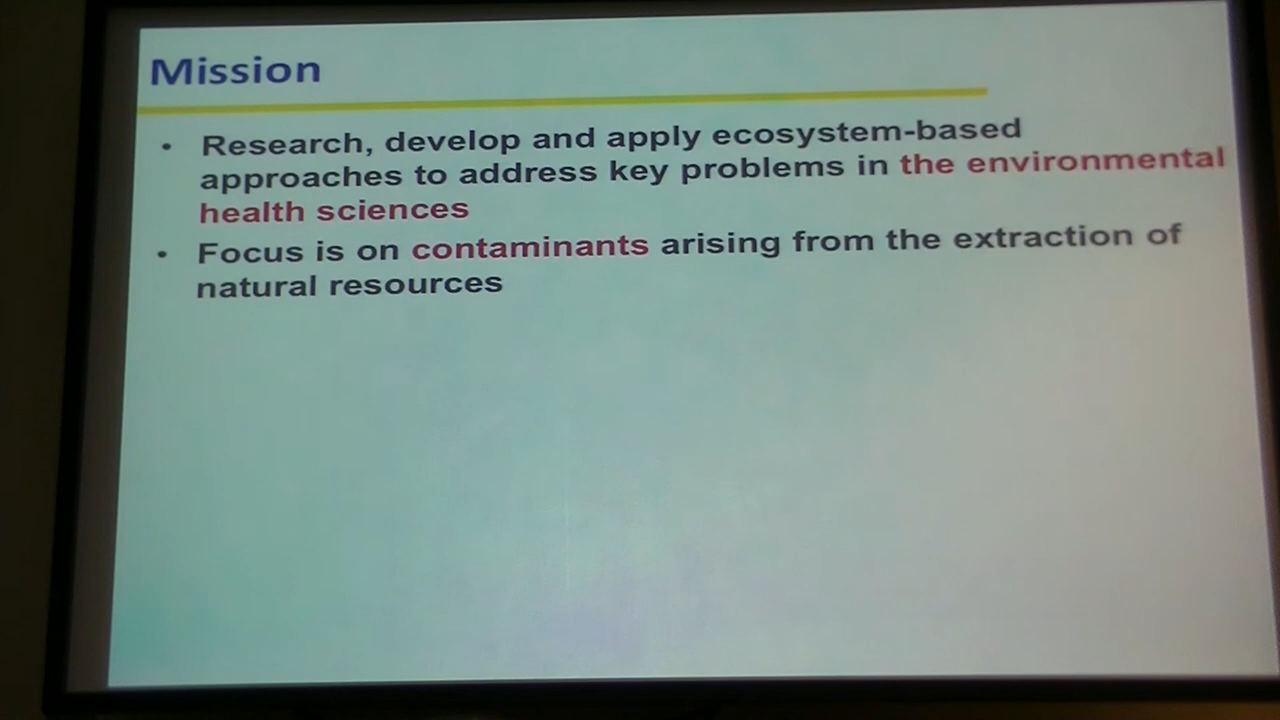 Mission
• Research, develop and apply ecosystem-based
approaches to address key problems in the environmental
health sciences
• Focus is on contaminants arising from the extraction of
natural resources